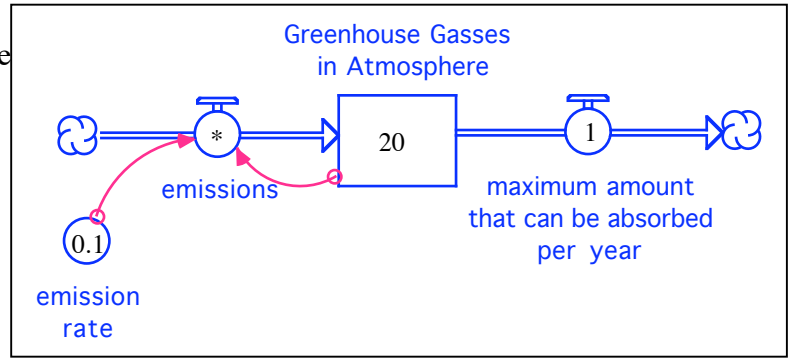 e
Greenhouse Gasses
in Atmosphere
*
20
1
emissions
maximum amount
that can be absorbed
per year
0.1
emission
rate